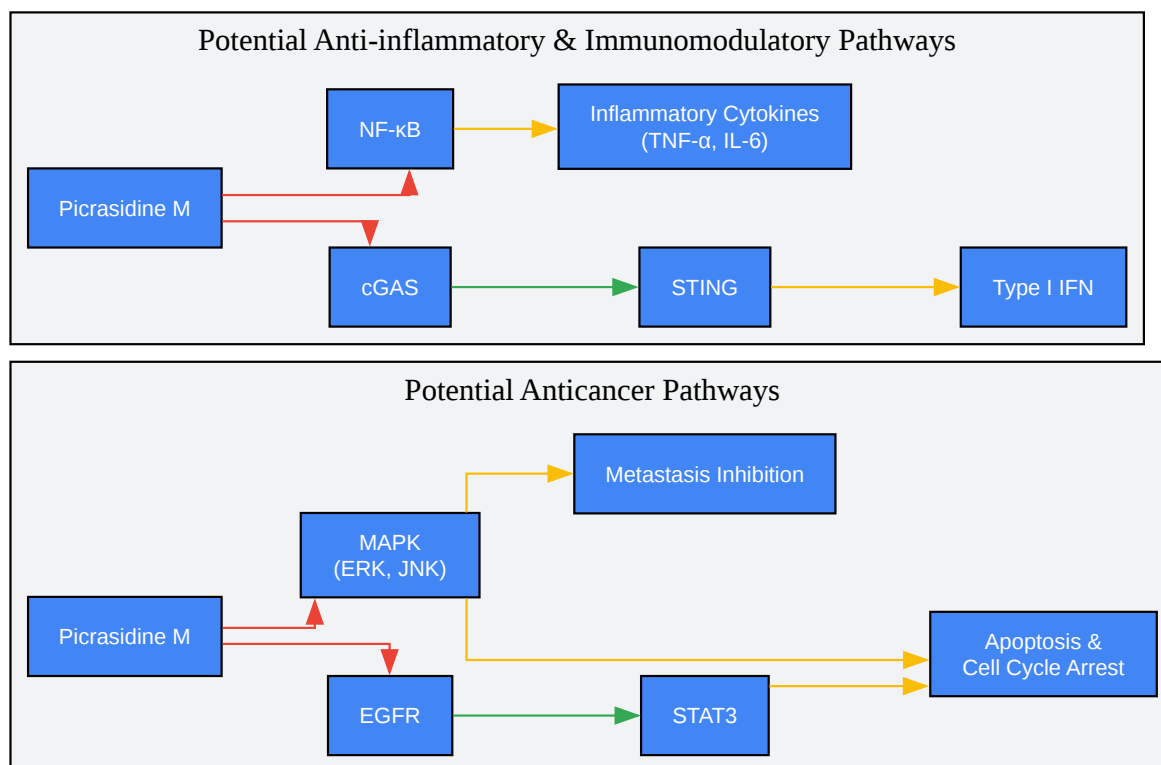 Potential Anti-inflammatory & Immunomodulatory Pathways
NF-κB
Inflammatory Cytokines
(TNF-α, IL-6)
Picrasidine M
cGAS
STING
Type I IFN
Potential Anticancer Pathways
Metastasis Inhibition
MAPK
(ERK, JNK)
Picrasidine M
Apoptosis &
Cell Cycle Arrest
EGFR
STAT3